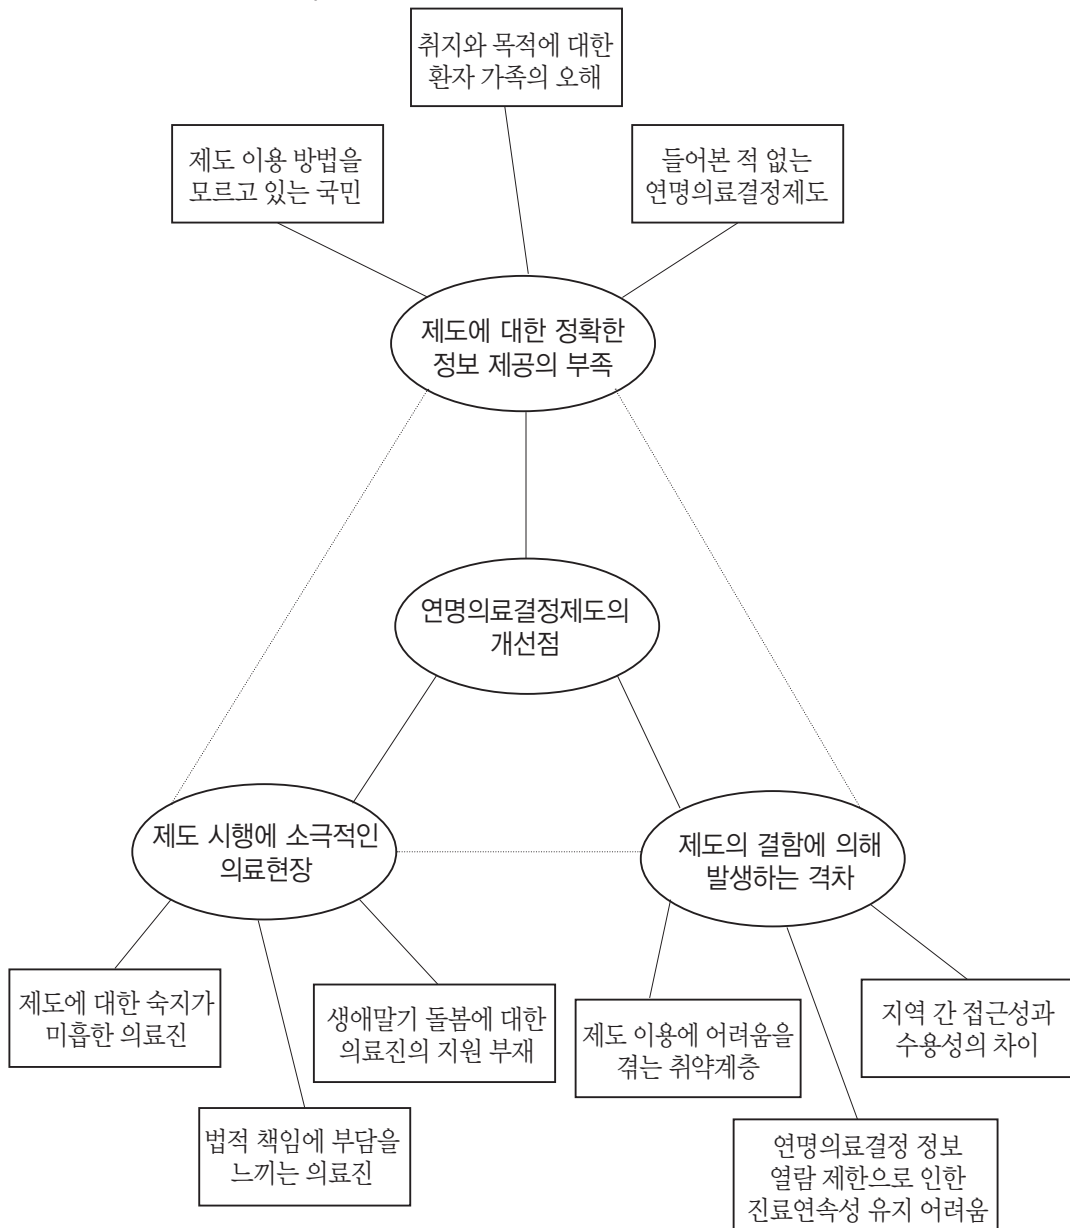 취지와 목적에 대한
환자 가족의 오해
제도 이용 방법을
모르고 있는 국민
들어본 적 없는
연명의료결정제도
제도에 대한 정확한
정보 제공의 부족
연명의료결정제도의
개선점
제도 시행에 소극적인
의료현장
제도의 결함에 의해
발생하는 격차
제도에 대한 숙지가
미흡한 의료진
생애말기 돌봄에 대한
의료진의 지원 부재
제도 이용에 어려움을
겪는 취약계층
지역 간 접근성과
수용성의 차이
법적 책임에 부담을
느끼는 의료진
연명의료결정 정보
열람 제한으로 인한
진료연속성 유지 어려움